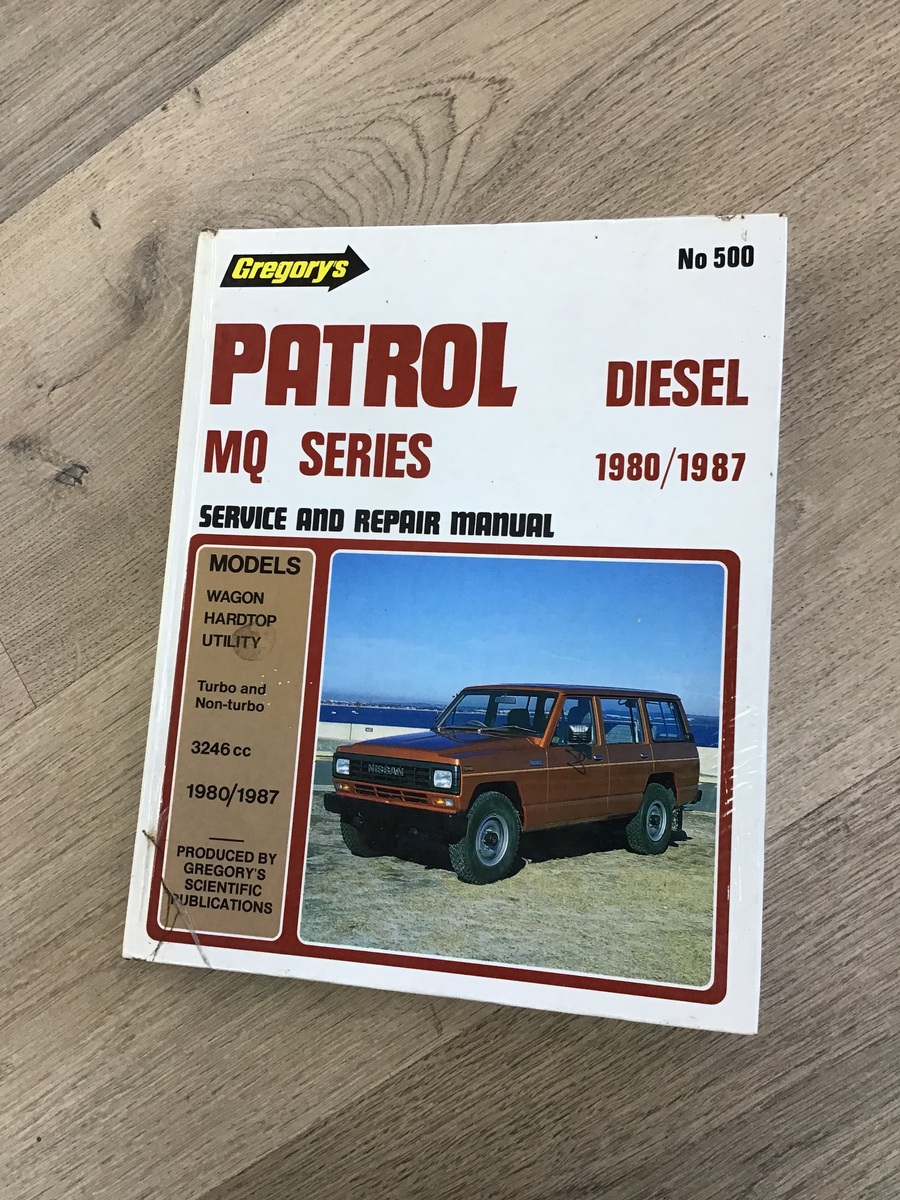 Gregory's
No 500
PATROL DIESEL
MQ SERIES 1980/1987
SERVICE AND REPAIR MANUAL
MODELS
WAGON
HARDTOP
UTILITY
Turbo and
Non-turbo
3246 cc
1980/1987
PRODUCED BY
GREGORY'S
SCIENTIFIC
PUBLICATIONS
NISSAN